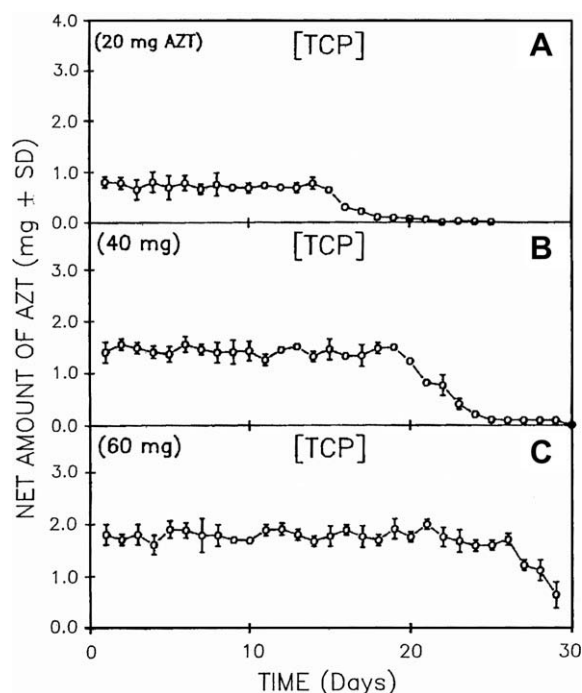 NET AMOUNT OF AZT (mg ± SD)
4.0
(20 mg AZT)
[TCP]
A
3.0
2.0
1.0
0.0
(40 mg)
[TCP]
B
3.0
2.0
1.0
0.0
(60 mg)
[TCP]
C
3.0
2.0
1.0
0.0
0
10
20
30
TIME (Days)